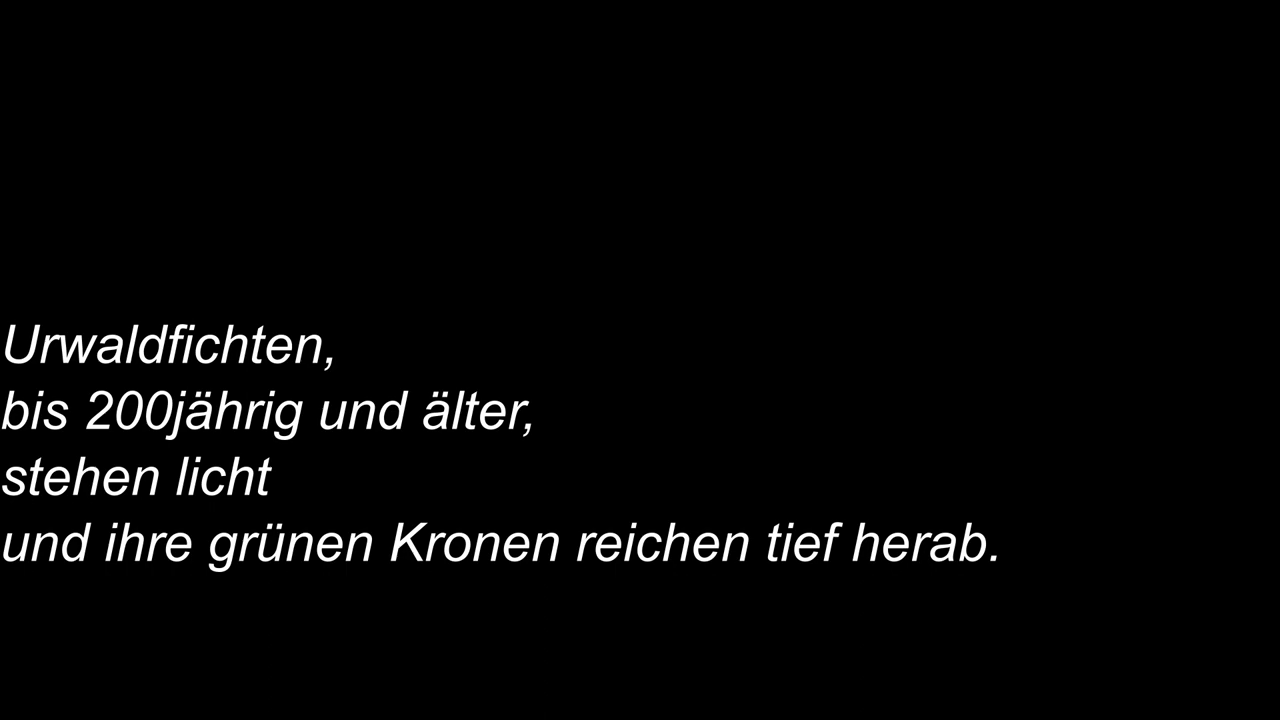 Urwaldfichten,
bis 200jährig und älter,
stehen licht
und ihre grünen Kronen reichen tief herab.